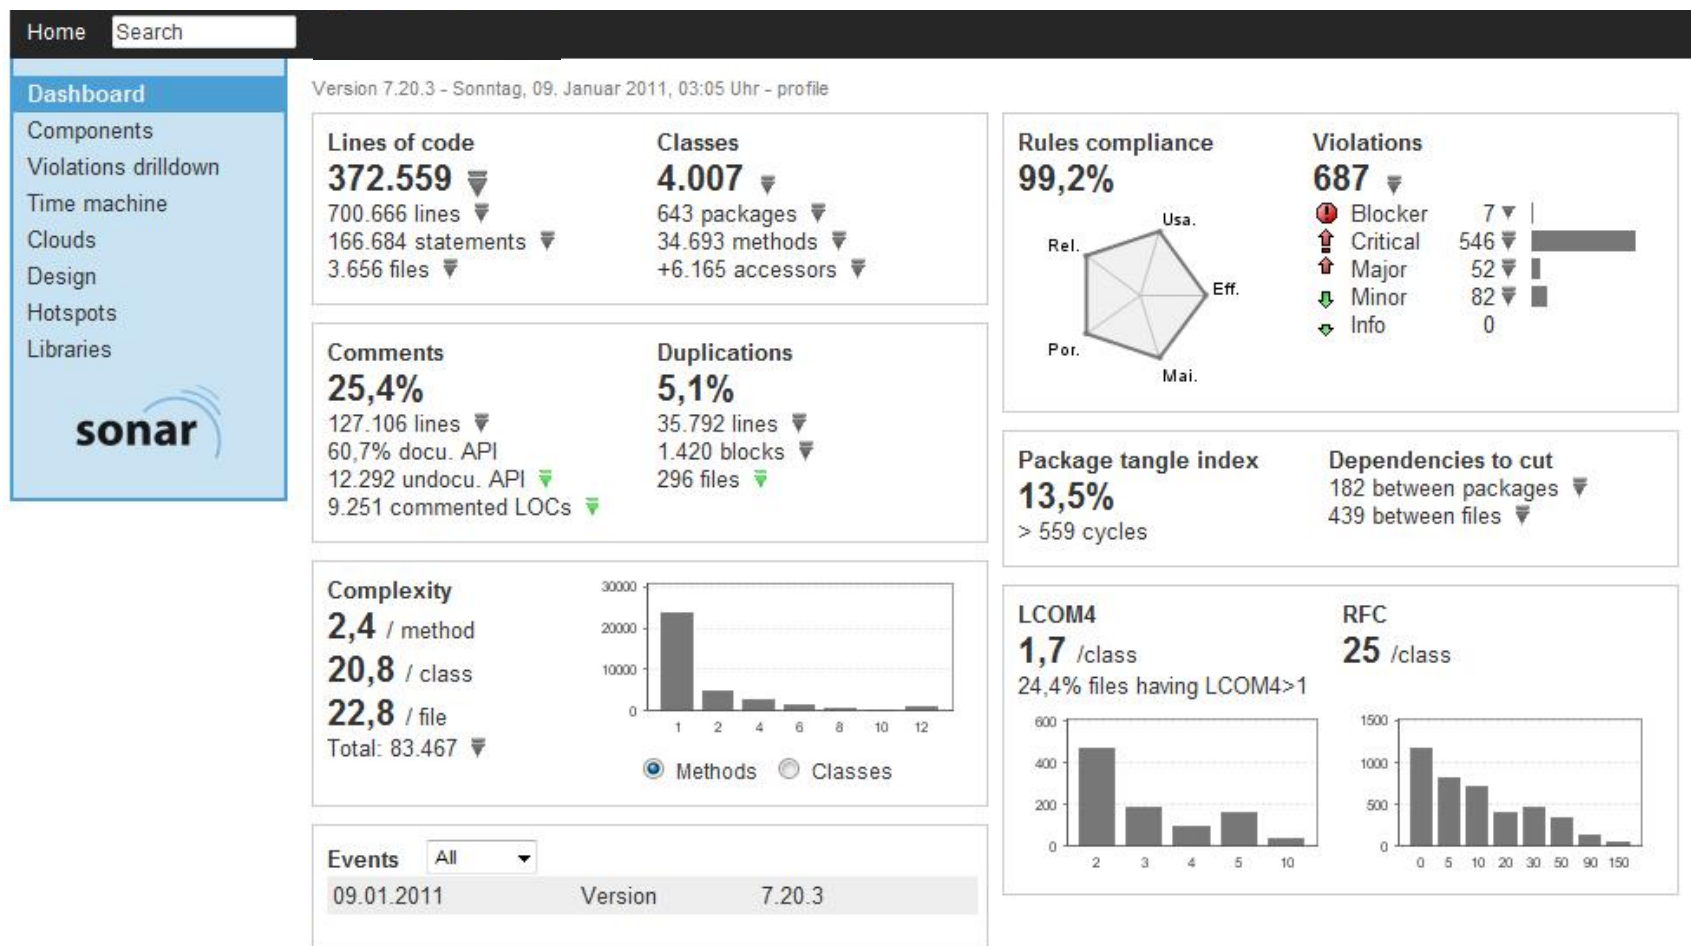 Home Search
Dashboard
Components
Violations drilldown
Time machine
Clouds
Design
Hotspots
Libraries
sonar
Version 7.20.3 - Sonntag, 09. Januar 2011, 03:05 Uhr - profile
Lines of code
372.559
700.666 lines
166.684 statements
3.656 files
Classes
4.007
643 packages
34.693 methods
+6.165 accessors
Comments
25,4%
127.106 lines
60,7% docu. API
12.292 undocu. API
9.251 commented LOCs
Duplications
5,1%
35.792 lines
1.420 blocks
296 files
Complexity
2,4 / method
20,8 / class
22,8 / file
Total: 83.467
30000
20000
10000
0
1 2 4 6 8 10 12
Methods Classes
Events All
09.01.2011 Version 7.20.3
Rules compliance
99,2%
Usa.
Rel.
Eff.
Por.
Mai.
Violations
687
Blocker 7
Critical 546
Major 52
Minor 82
Info 0
Package tangle index
13,5%
> 559 cycles
Dependencies to cut
182 between packages
439 between files
LCOM4
1,7 /class
24,4% files having LCOM4>1
600
400
200
0
2 3 4 5 10
RFC
25 /class
1500
1000
500
0
0 5 10 20 30 50 90 150